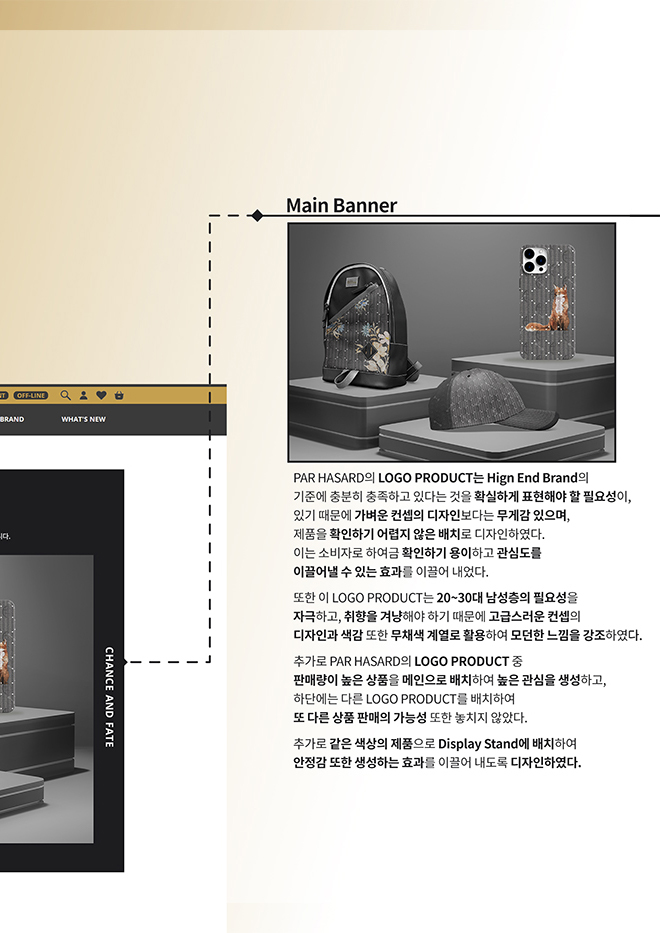 Main Banner
OFF-LINE
BRAND
WHAT'S NEW
PAR HASARD의 LOGO PRODUCT는 Hign End Brand의
기준에 충분히 충족하고 있다는 것을 확실하게 표현해야 할 필요성이,
있기 때문에 가벼운 컨셉의 디자인보다는 무게감 있으며,
제품을 확인하기 어렵지 않은 배치로 디자인하였다.
이는 소비자로 하여금 확인하기 용이하고 관심도를
이끌어낼 수 있는 효과를 이끌어 내었다.
또한 이 LOGO PRODUCT는 20~30대 남성층의 필요성을
자극하고, 취향을 겨냥해야 하기 때문에 고급스러운 컨셉의
디자인과 색감 또한 무채색 계열로 활용하여 모던한 느낌을 강조하였다.
추가로 PAR HASARD의 LOGO PRODUCT 중
판매량이 높은 상품을 메인으로 배치하여 높은 관심을 생성하고,
하단에는 다른 LOGO PRODUCT를 배치하여
또 다른 상품 판매의 가능성 또한 놓치지 않았다.
추가로 같은 색상의 제품으로 Display Stand에 배치하여
안정감 또한 생성하는 효과를 이끌어 내도록 디자인하였다.
니다.
CHANCE AND FATE